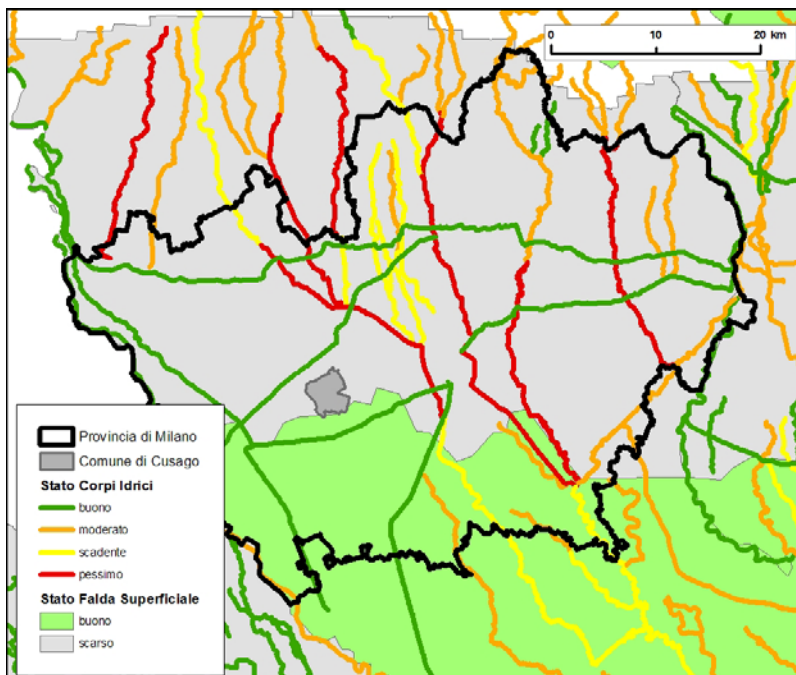 0 10 20 km
Provincia di Milano
Comune di Cusago
Stato Corpi Idrici
buono
moderato
scadente
pessimo
Stato Falda Superficiale
buono
scarso